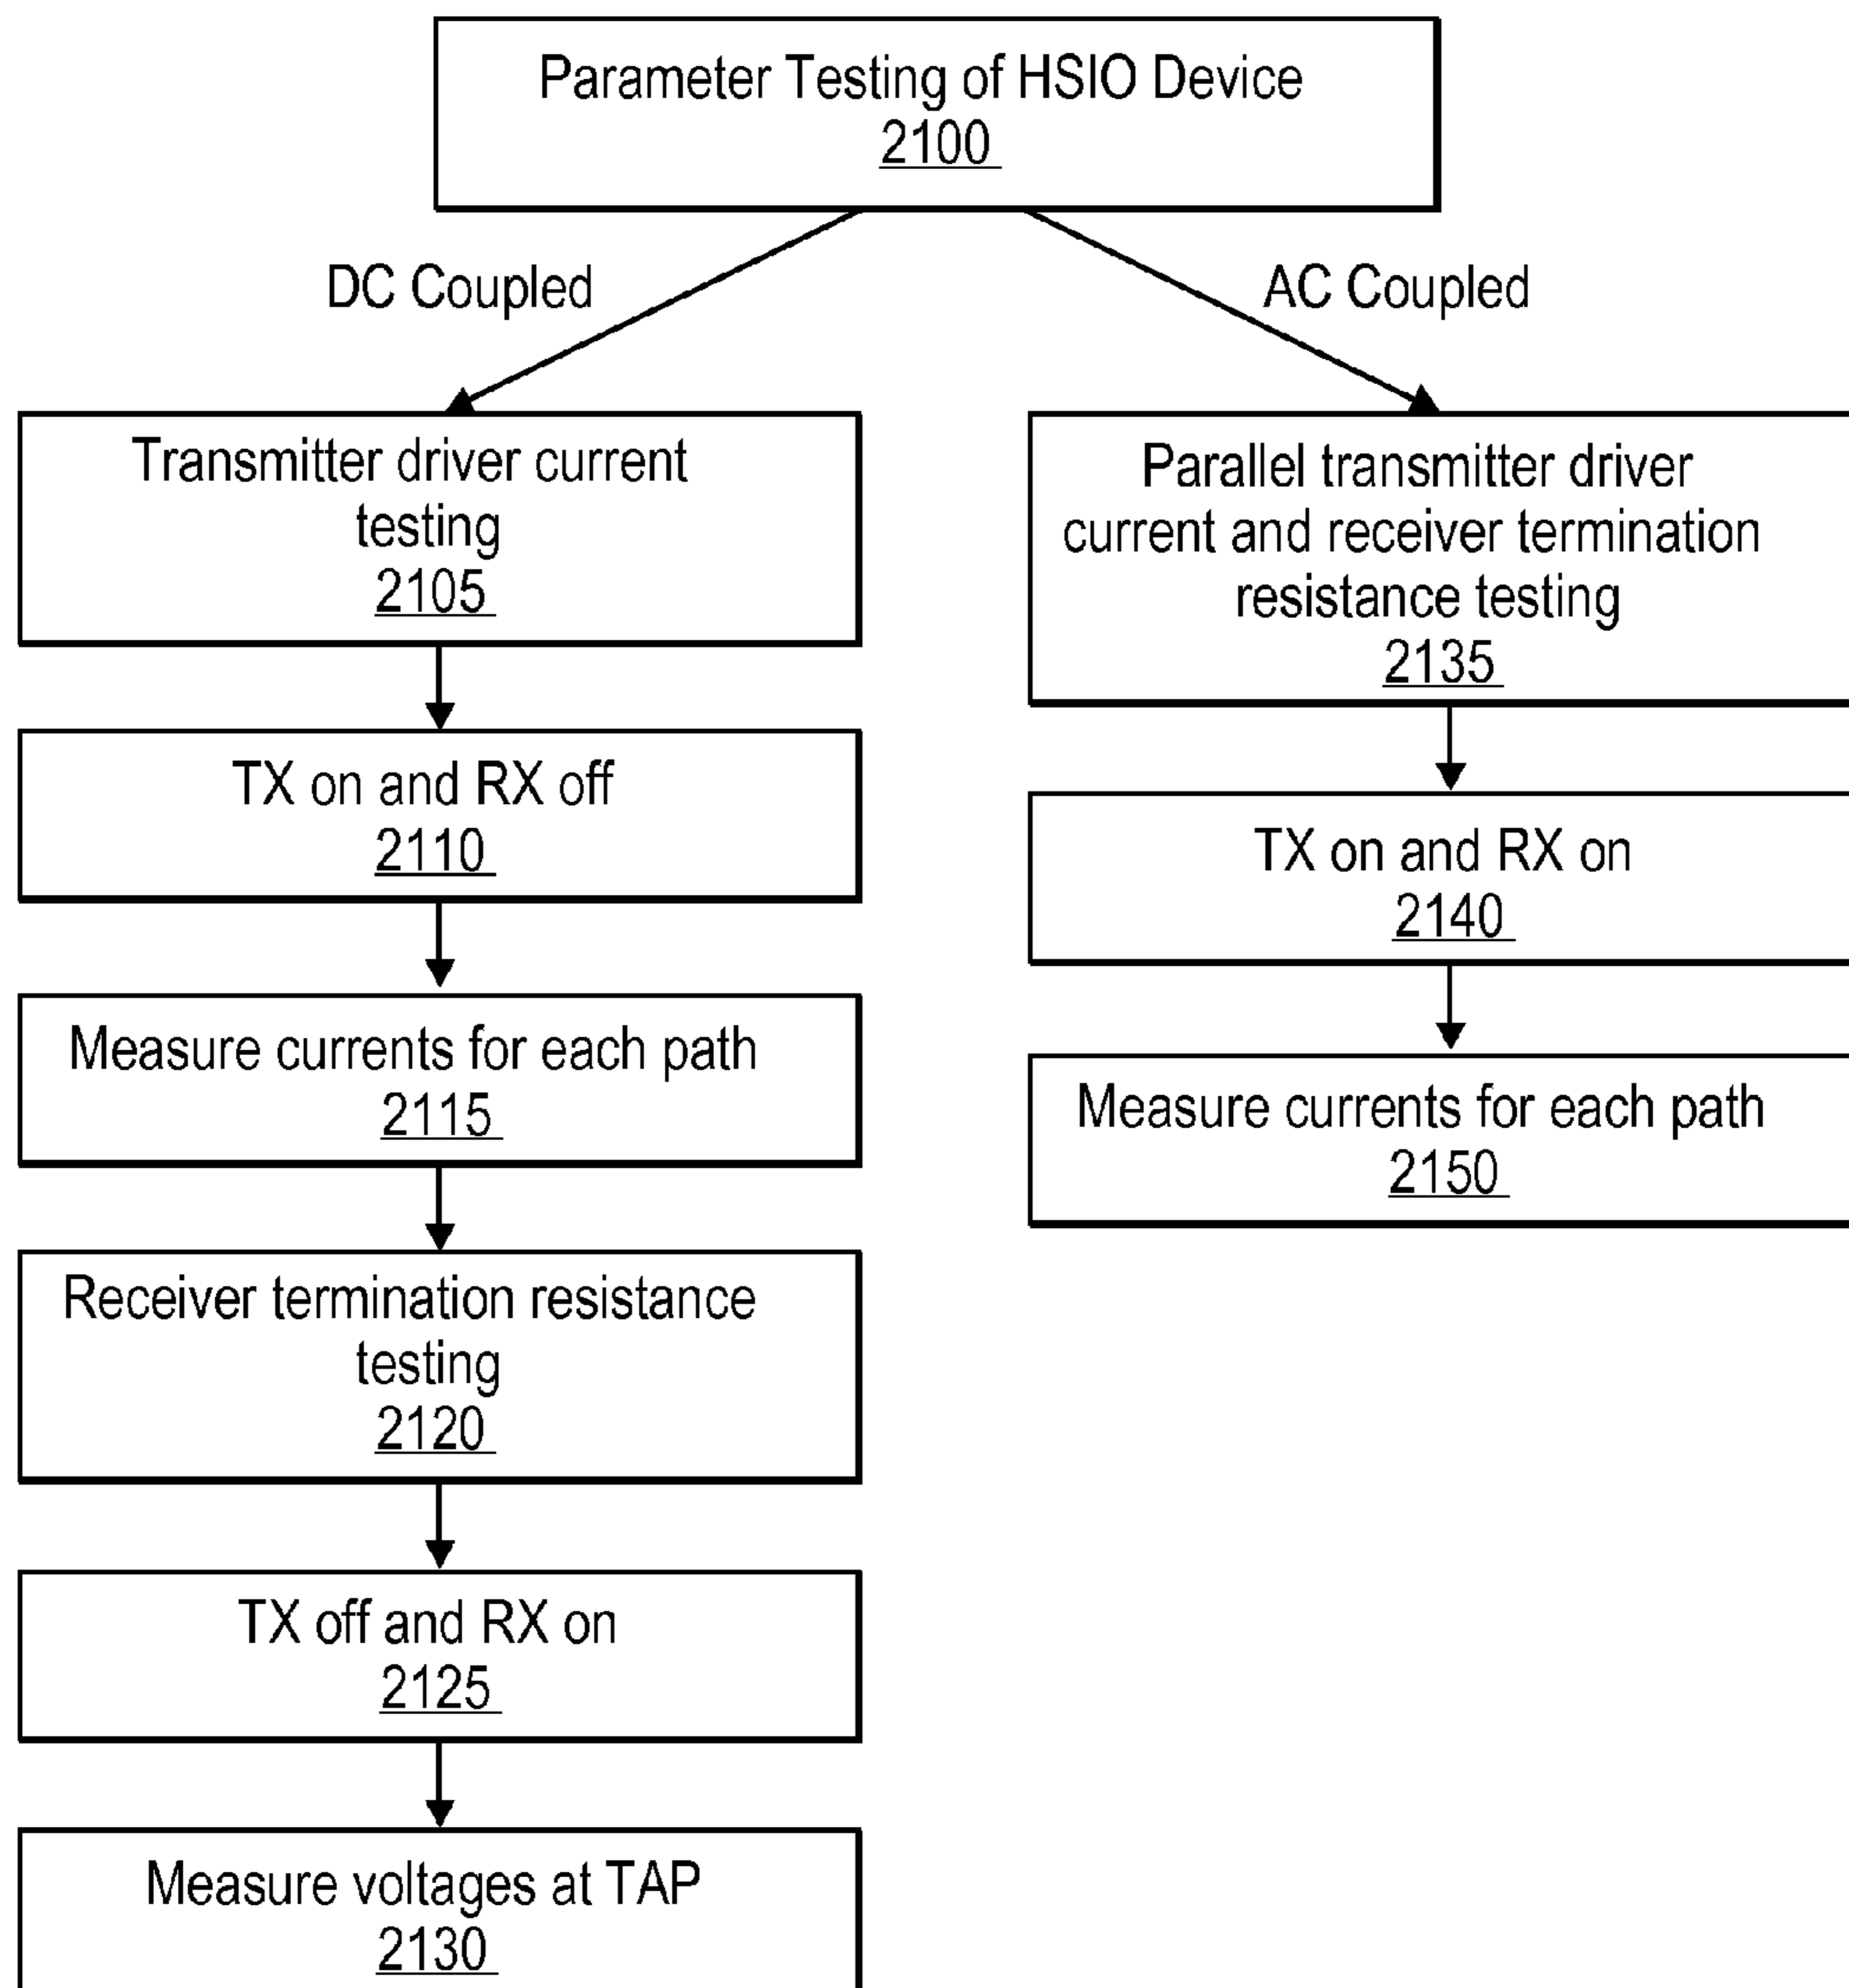 Parameter Testing of HSIO Device
2100
DC Coupled
AC Coupled
Transmitter driver current
testing
2105
TX on and RX off
2110
Measure currents for each path
2115
Receiver termination resistance
testing
2120
TX off and RX on
2125
Measure voltages at TAP
2130
Parallel transmitter driver
current and receiver termination
resistance testing
2135
TX on and RX on
2140
Measure currents for each path
2150